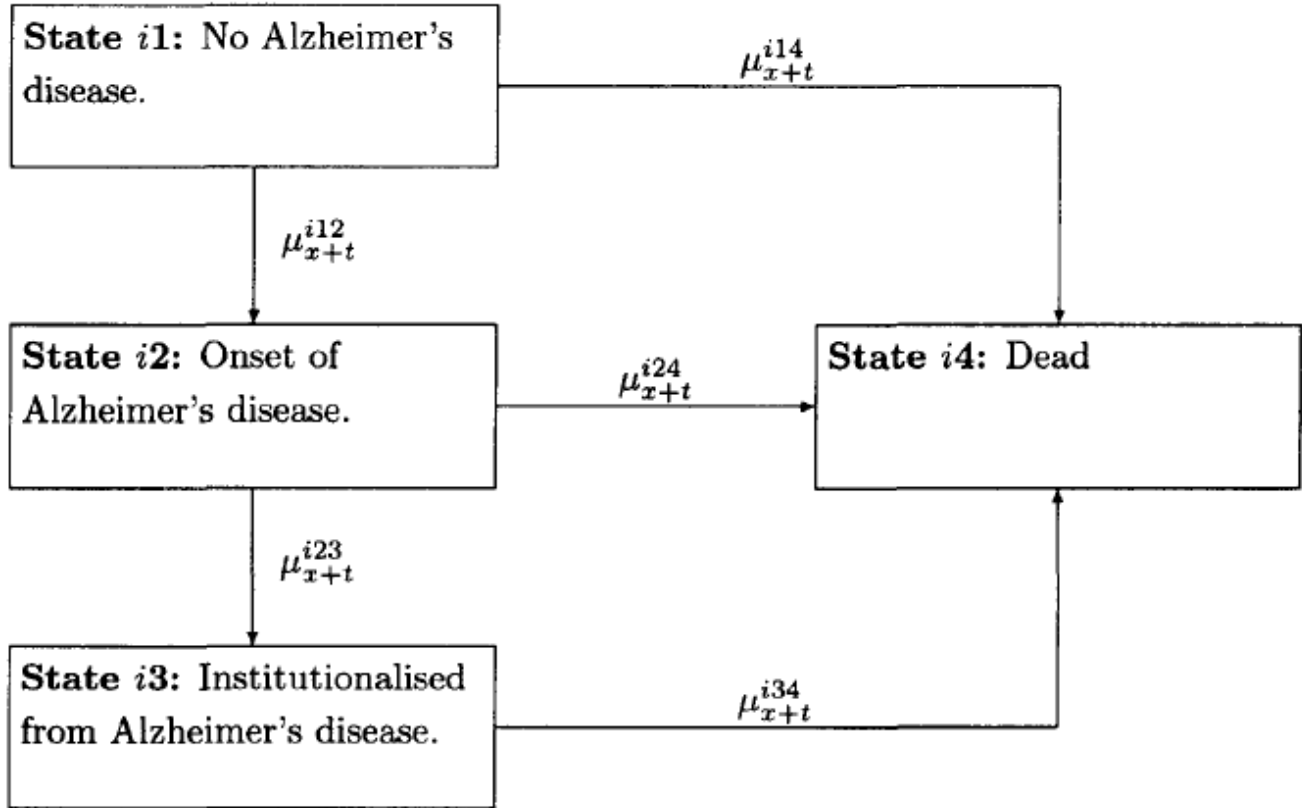 State i1: No Alzheimer's
disease.
μ^{i14}_{x+t}
μ^{i12}_{x+t}
State i2: Onset of
Alzheimer's disease.
μ^{i24}_{x+t}
State i4: Dead
μ^{i23}_{x+t}
State i3: Institutionalised
from Alzheimer's disease.
μ^{i34}_{x+t}